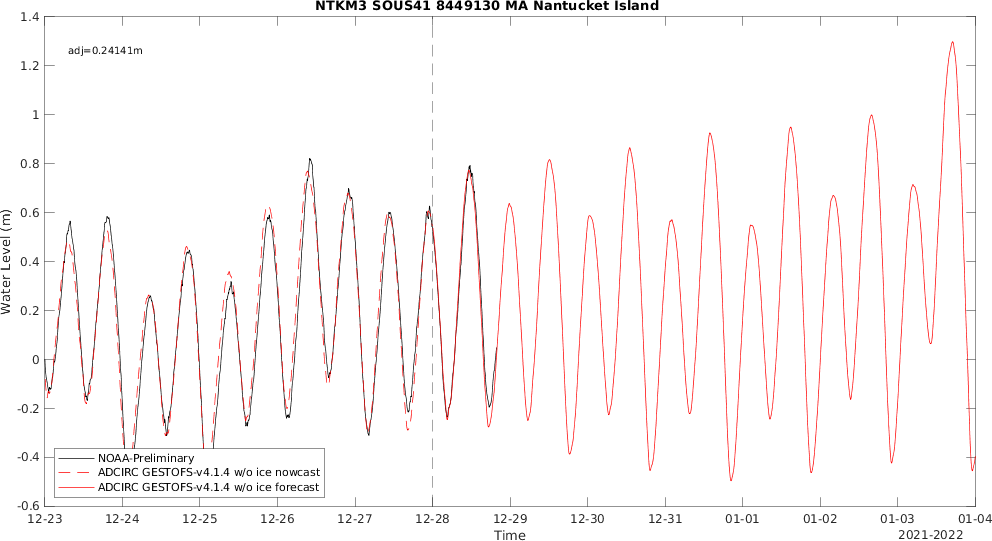 NTKM3 SOUS41 8449130 MA Nantucket Island
adj=0.24141m
Water Level (m)
1.4
1.2
1
0.8
0.6
0.4
0.2
0
-0.2
-0.4
-0.6
NOAA-Preliminary
ADCIRC GESTOFS-v4.1.4 w/o ice nowcast
ADCIRC GESTOFS-v4.1.4 w/o ice forecast
12-23 12-24 12-25 12-26 12-27 12-28 12-29 12-30 12-31 01-01 01-02 01-03 01-04
Time
2021-2022